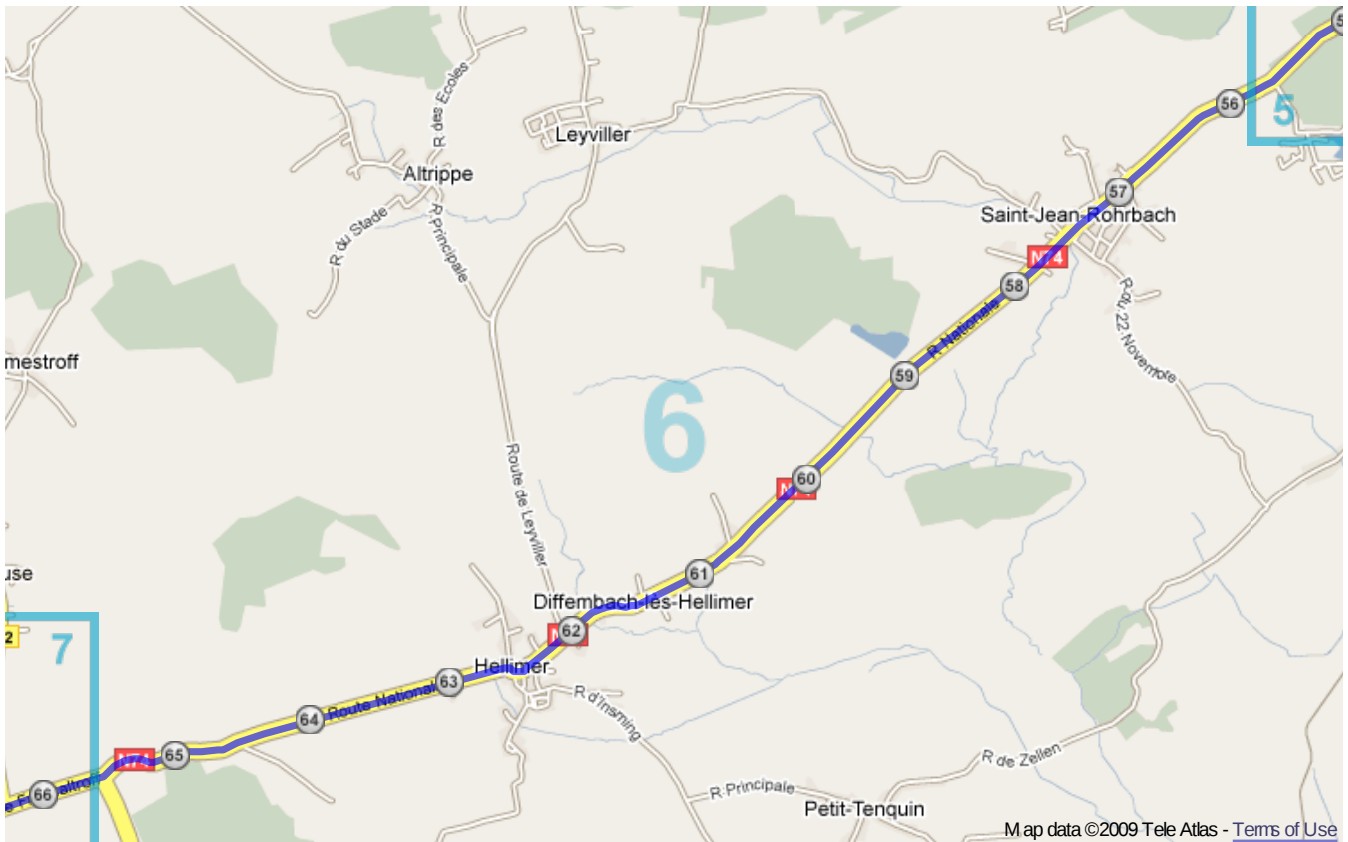 56
5
R des Ecoles
Leyviller
Altrippe
57
Saint-Jean-Rohrbach
R du Stade
R Principale
N74
58
R du 22 Novembre
R Nationale
mestroff
59
6
Route de Leyviller
60
61
use
Diffembach-lès-Hellimer
62
2
7
Hellimer
63
R d'Insming
64
Route National
N74
65
R de Zellen
66
R Principale
Petit-Tenquin
Map data ©2009 Tele Atlas - Terms of Use